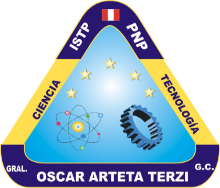 ISTP PNP
CIENCIA
TECNOLOGÍA
GRAL. OSCAR ARTETA TERZI G.C.